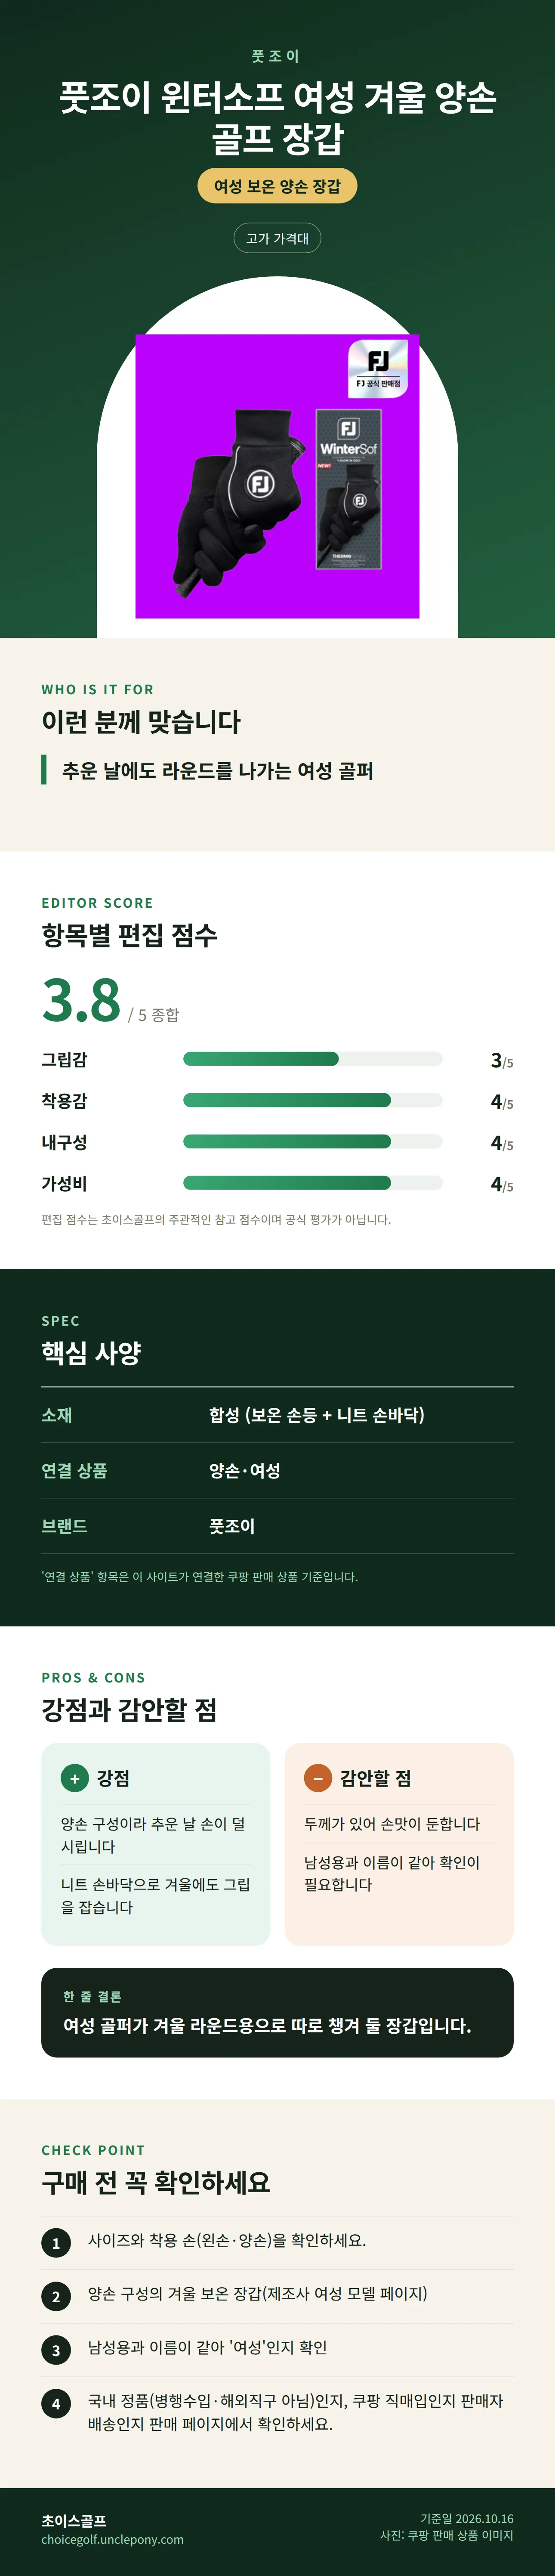 풋조이
풋조이 윈터소프 여성 겨울 양손
골프 장갑
여성 보온 양손 장갑
고가 가격대
FJ
FJ 공식 판매점
FJ
WinterSof
NEW!
FJ
FJ
WHO IS IT FOR
이런 분께 맞습니다
추운 날에도 라운드를 나가는 여성 골퍼
EDITOR SCORE
항목별 편집 점수
3.8 / 5 종합
그립감 3/5
착용감 4/5
내구성 4/5
가성비 4/5
편집 점수는 초이스골프의 주관적인 참고 점수이며 공식 평가가 아닙니다.
SPEC
핵심 사양
소재 합성 (보온 손등 + 니트 손바닥)
연결 상품 양손·여성
브랜드 풋조이
'연결 상품' 항목은 이 사이트가 연결한 쿠팡 판매 상품 기준입니다.
PROS & CONS
강점과 감안할 점
+ 강점
양손 구성이라 추운 날 손이 덜
시립니다
니트 손바닥으로 겨울에도 그립
을 잡습니다
− 감안할 점
두께가 있어 손맛이 둔합니다
남성용과 이름이 같아 확인이
필요합니다
한 줄 결론
여성 골퍼가 겨울 라운드용으로 따로 챙겨 둘 장갑입니다.
CHECK POINT
구매 전 꼭 확인하세요
1 사이즈와 착용 손(왼손·양손)을 확인하세요.
2 양손 구성의 겨울 보온 장갑(제조사 여성 모델 페이지)
3 남성용과 이름이 같아 '여성'인지 확인
4 국내 정품(병행수입·해외직구 아님)인지, 쿠팡 직매입인지 판매자
배송인지 판매 페이지에서 확인하세요.
초이스골프
choicegolf.unclepony.com
기준일 2026.10.16
사진: 쿠팡 판매 상품 이미지